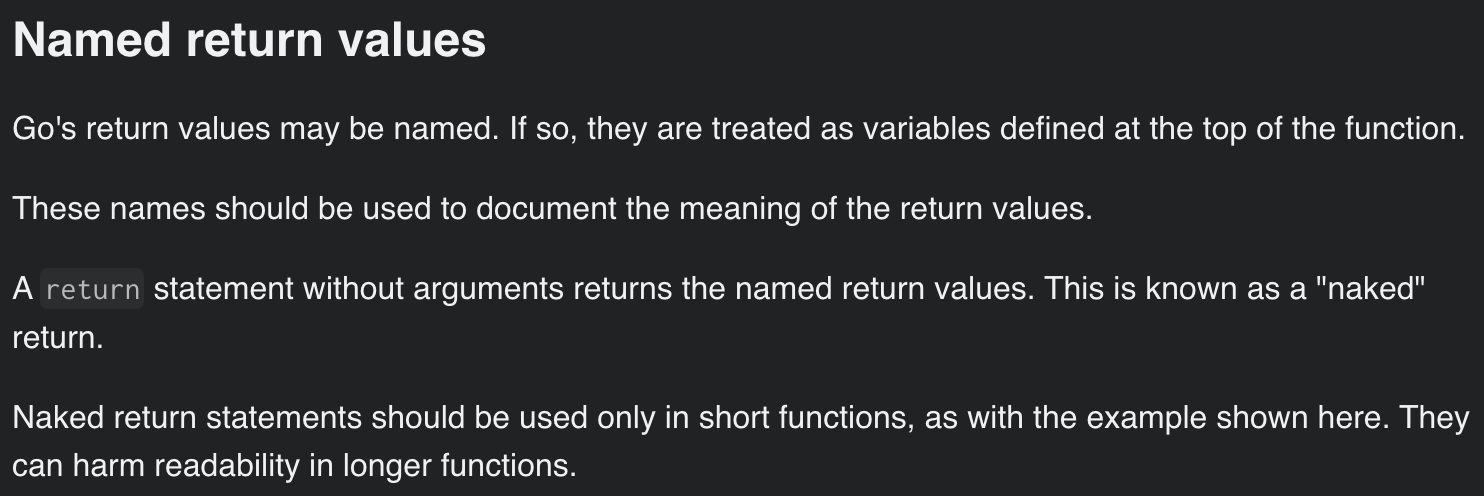 Named return values
Go's return values may be named. If so, they are treated as variables defined at the top of the function.
These names should be used to document the meaning of the return values.
A return statement without arguments returns the named return values. This is known as a "naked"
return.
Naked return statements should be used only in short functions, as with the example shown here. They
can harm readability in longer functions.